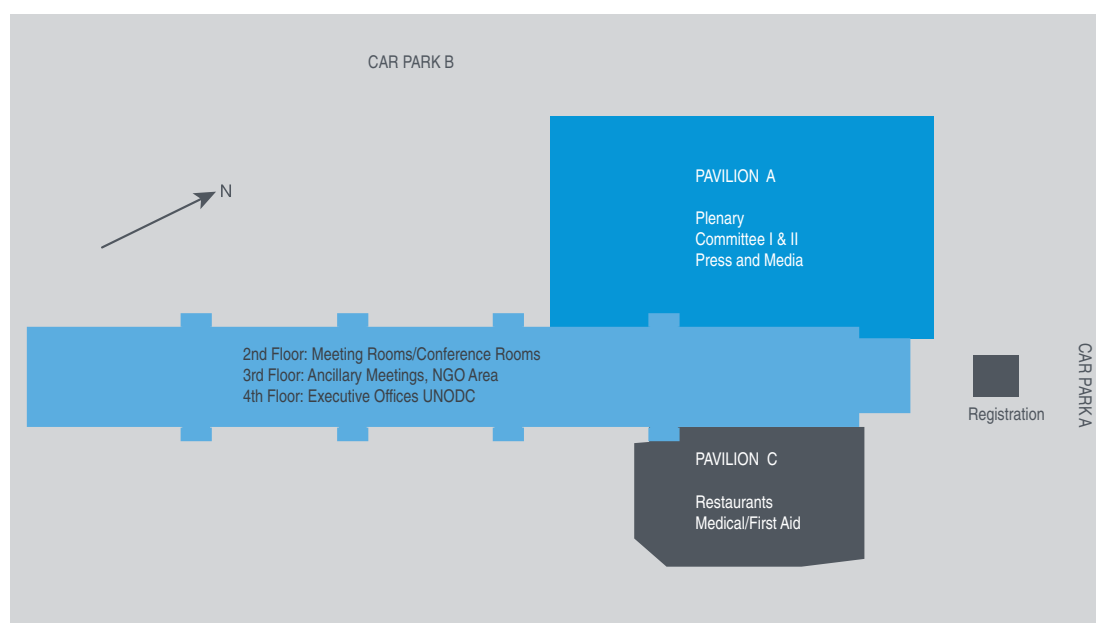 CAR PARK B
N
PAVILION A
Plenary
Committee I & II
Press and Media
2nd Floor: Meeting Rooms/Conference Rooms
3rd Floor: Ancillary Meetings, NGO Area
4th Floor: Executive Offices UNODC
Registration
CAR PARK A
PAVILION C
Restaurants
Medical/First Aid